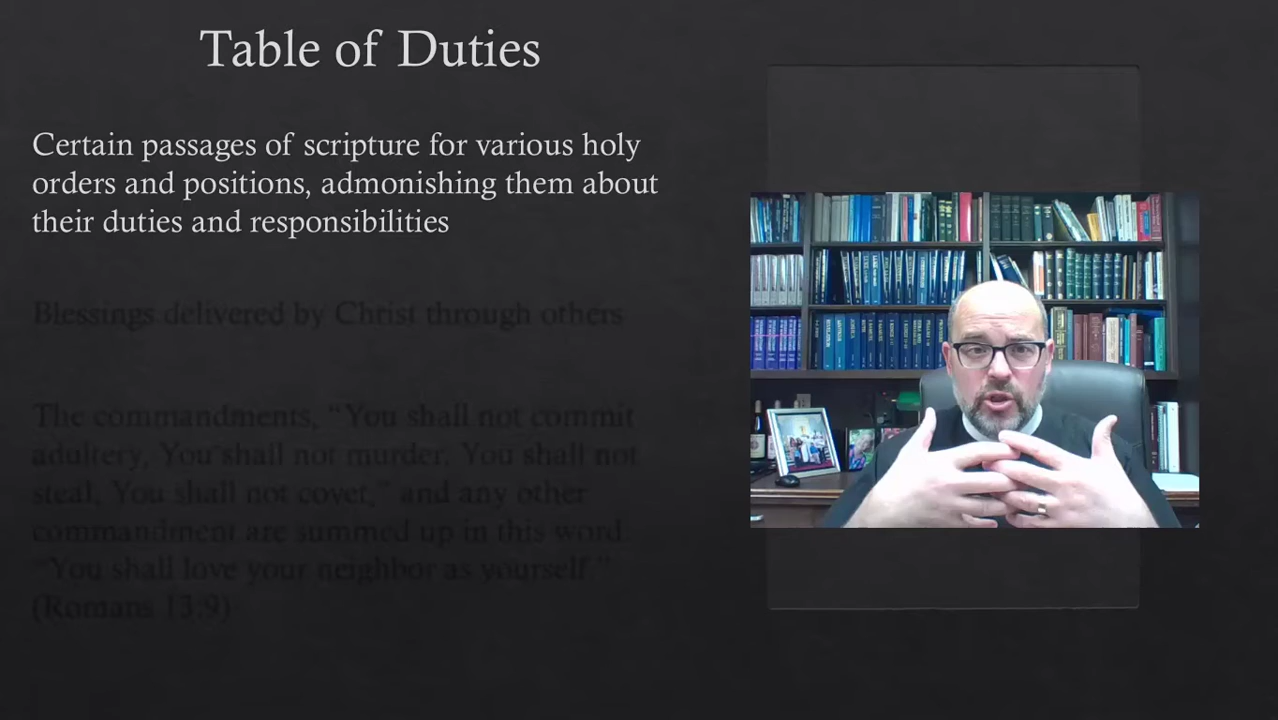 Table of Duties
Certain passages of scripture for various holy
orders and positions, admonishing them about
their duties and responsibilities
Blessings delivered by Christ through others
The commandments, “You shall not commit
adultery, You shall not murder, You shall not
steal, You shall not covet,” and any other
commandment are summed up in this word:
“You shall love your neighbor as yourself.”
(Romans 13:9)